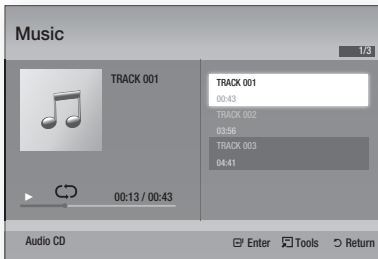 Music
1/3
TRACK 001
00:13 / 00:43
TRACK 001
00:43
TRACK 002
03:56
TRACK 003
04:41
Audio CD
Enter Tools Return